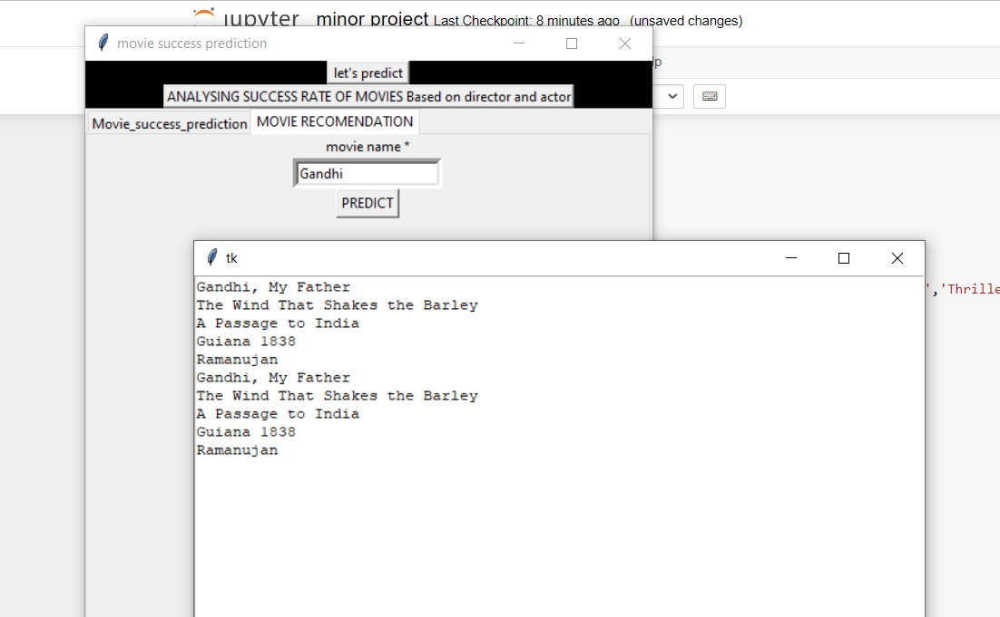 jupyter minor project Last Checkpoint: 8 minutes ago (unsaved changes)
movie success prediction
let's predict
ANALYSING SUCCESS RATE OF MOVIES Based on director and actor
Movie_success_prediction MOVIE RECOMENDATION
movie name *
Gandhi
PREDICT
tk
Gandhi, My Father
The Wind That Shakes the Barley
A Passage to India
Guiana 1838
Ramanujan
Gandhi, My Father
The Wind That Shakes the Barley
A Passage to India
Guiana 1838
Ramanujan
','Thrille